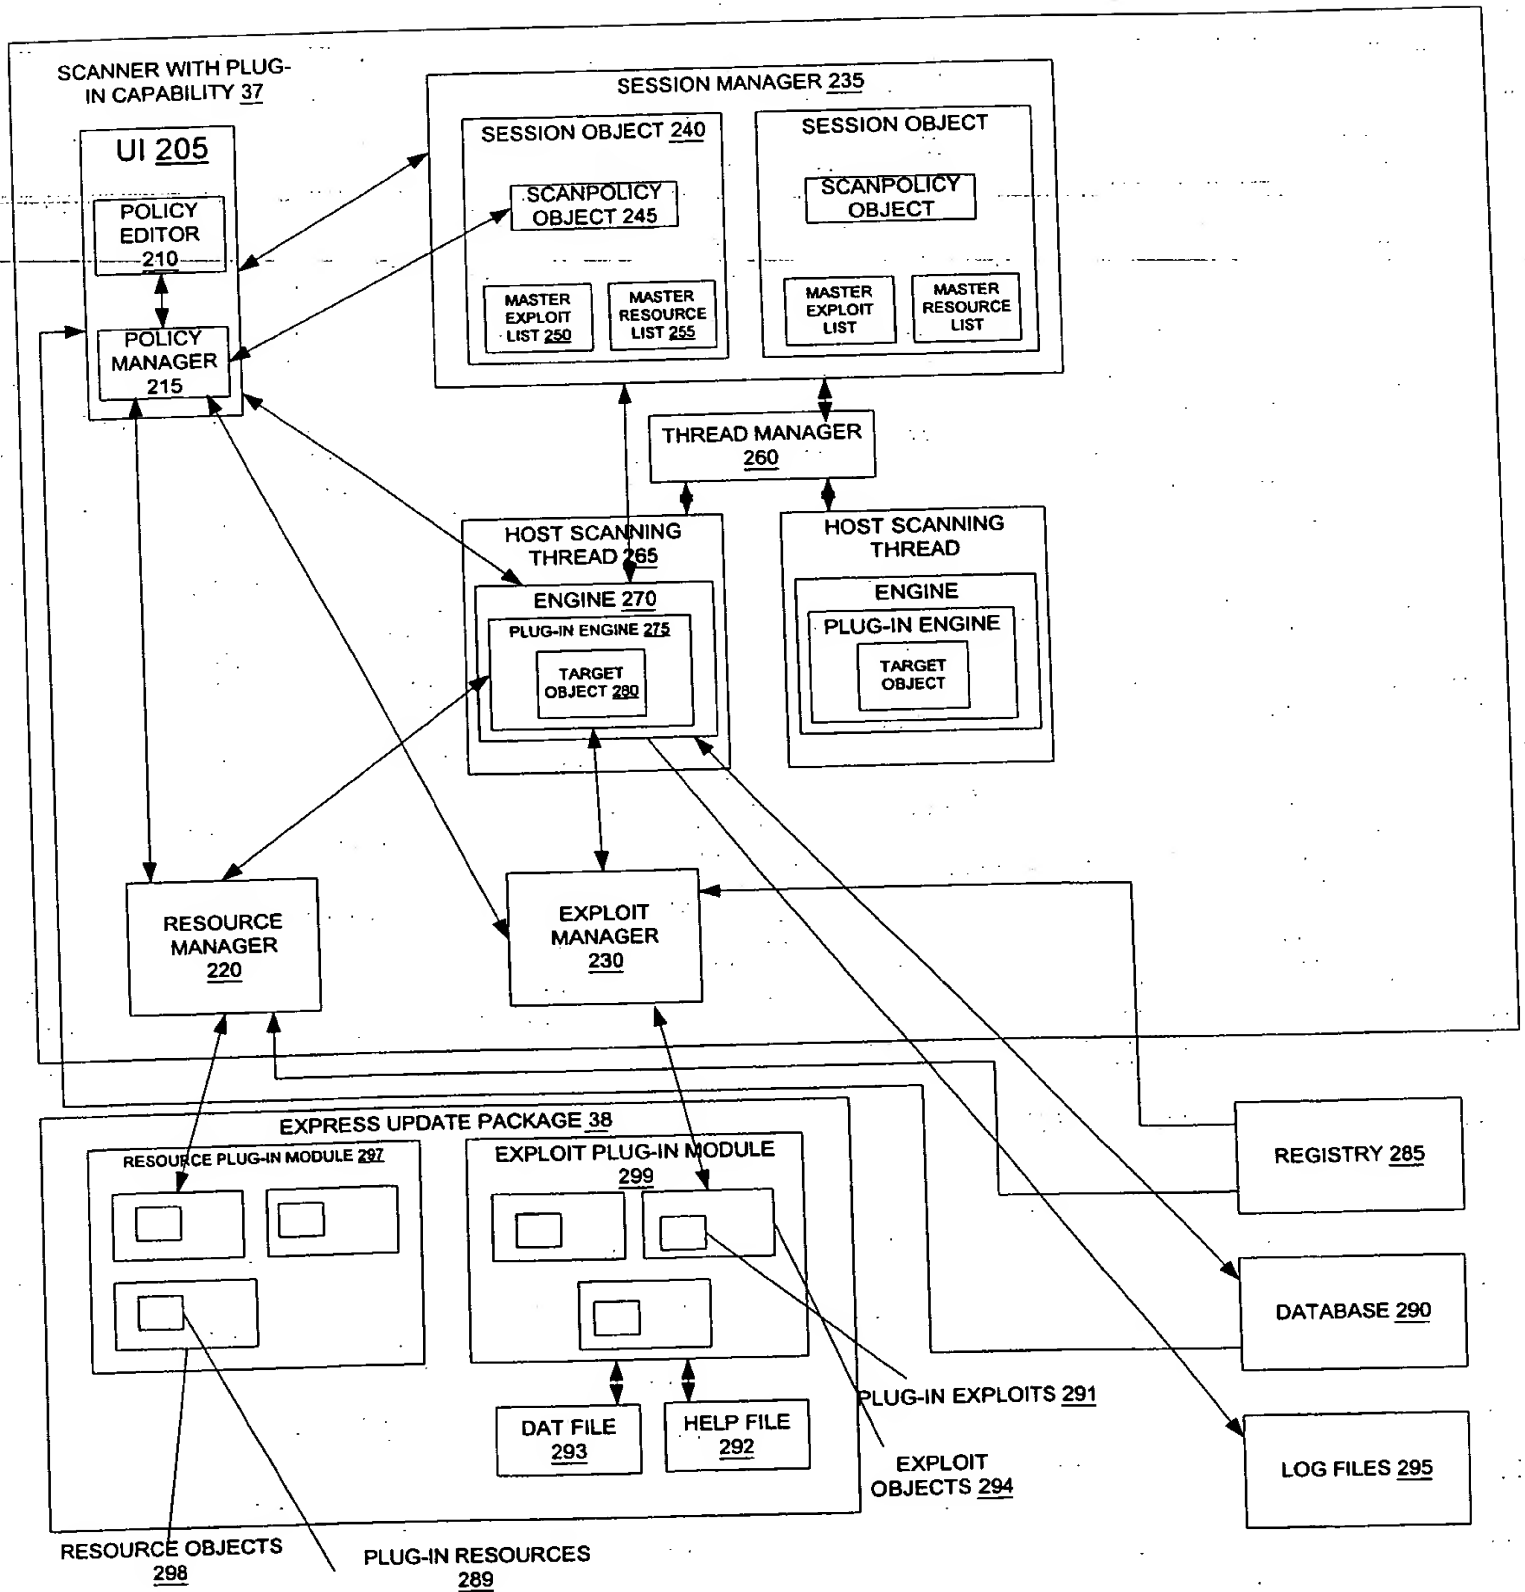 SCANNER WITH PLUG-
IN CAPABILITY 37
UI 205
POLICY
EDITOR
210
POLICY
MANAGER
215
SESSION MANAGER 235
SESSION OBJECT 240
SCANPOLICY
OBJECT 245
MASTER
EXPLOIT
LIST 250
MASTER
RESOURCE
LIST 255
SESSION OBJECT
SCANPOLICY
OBJECT
MASTER
EXPLOIT
LIST
MASTER
RESOURCE
LIST
THREAD MANAGER
260
HOST SCANNING
THREAD 265
ENGINE 270
PLUG-IN ENGINE 275
TARGET
OBJECT 280
HOST SCANNING
THREAD
ENGINE
PLUG-IN ENGINE
TARGET
OBJECT
RESOURCE
MANAGER
220
EXPLOIT
MANAGER
230
EXPRESS UPDATE PACKAGE 38
RESOURCE PLUG-IN MODULE 297
EXPLOIT PLUG-IN MODULE
299
DAT FILE
293
HELP FILE
292
REGISTRY 285
DATABASE 290
LOG FILES 295
PLUG-IN EXPLOITS 291
EXPLOIT
OBJECTS 294
RESOURCE OBJECTS
298
PLUG-IN RESOURCES
289